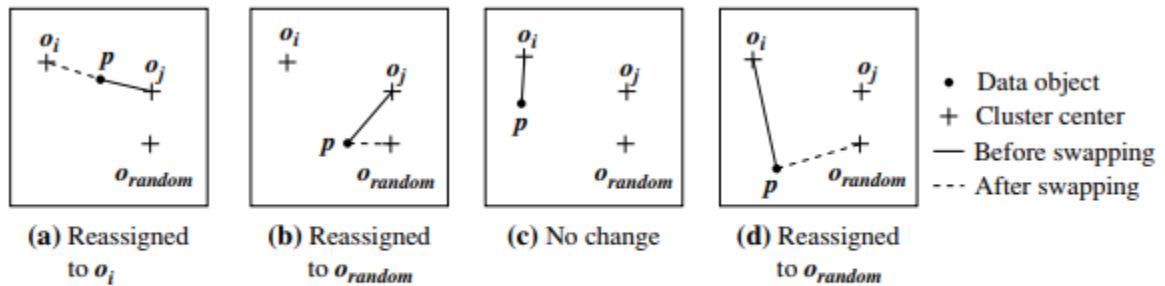 o_i
p
o_j
o_random
o_i
o_j
p
o_random
o_i
o_j
p
o_random
o_i
o_j
p
o_random
Data object
Cluster center
Before swapping
After swapping
(a) Reassigned
to o_i
(b) Reassigned
to o_random
(c) No change
(d) Reassigned
to o_random